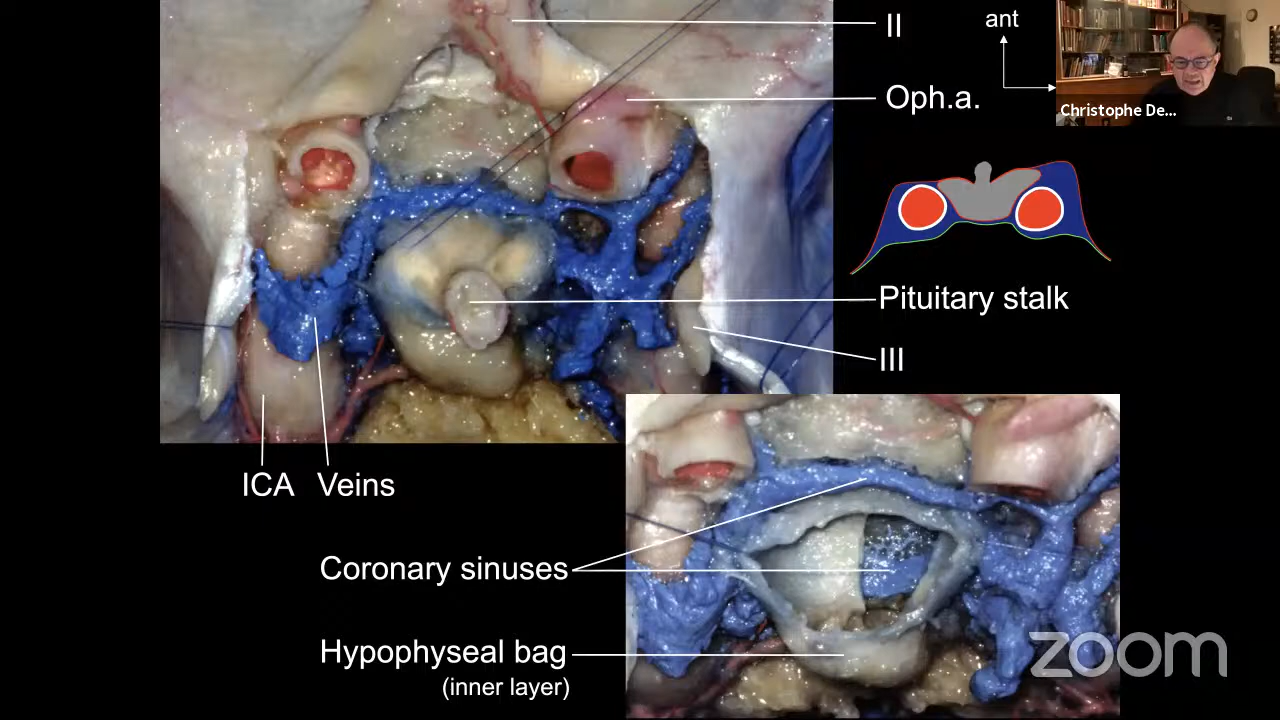 II
ant
Oph.a.
Christophe De...
Pituitary stalk
III
ICA Veins
Coronary sinuses
Hypophyseal bag
(inner layer)
zoom